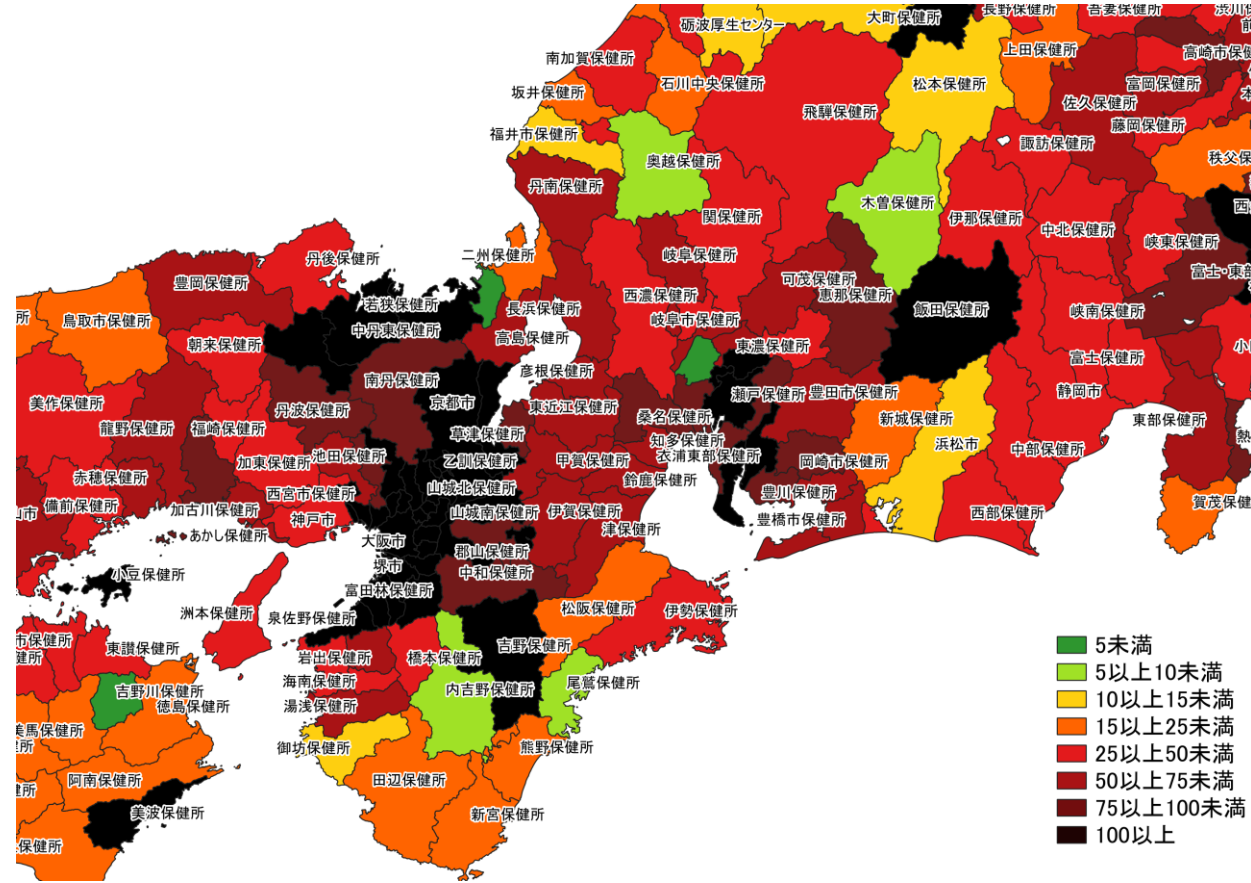 大町保健所
長野保健所
吾妻保健所
渋川
前
砺波厚生センター
南加賀保健所
上田保健所
高崎市保健
石川中央保健所
坂井保健所
松本保健所
富岡保健所
本
佐久保健所
飛騨保健所
藤岡保健所
福井市保健所
諏訪保健所
秩父保
奥越保健所
丹南保健所
木曽保健所
西
関保健所
伊那保健所
中北保健所
峡東保健所
二州保健所
丹後保健所
岐阜保健所
富士・東部
豊岡保健所
可茂保健所
西濃保健所
恵那保健所
若狭保健所
長浜保健所
飯田保健所
峡南保健所
所
鳥取市保健所
岐阜市保健所
中丹東保健所
高島保健所
朝来保健所
東濃保健所
小
富士保健所
彦根保健所
南丹保健所
静岡市
豊田市保健所
瀬戸保健所
美作保健所
京都市
東近江保健所
丹波保健所
新城保健所
桑名保健所
東部保健所
龍野保健所
福崎保健所
草津保健所
知多保健所
浜松市
熱
中部保健所
池田保健所
衣浦東部保健所
加東保健所
乙訓保健所
甲賀保健所
岡崎市保健所
赤穂保健所
鈴鹿保健所
山城北保健所
豊川保健所
西宮市保健所
備前保健所
賀茂保健
加古川保健所
山城南保健所
伊賀保健所
西部保健所
山市
神戸市
豊橋市保健所
津保健所
あかし保健所
大阪市
郡山保健所
堺市
中和保健所
小豆保健所
富田林保健所
松阪保健所
洲本保健所
伊勢保健所
泉佐野保健所
市保健所
東讃保健所
吉野保健所
岩出保健所
橋本保健所
健所
海南保健所
尾鷲保健所
吉野川保健所
内吉野保健所
湯浅保健所
徳島保健所
美馬保健所
御坊保健所
熊野保健所
所
阿南保健所
田辺保健所
健所
美波保健所
新宮保健所
保健所
5未満
5以上10未満
10以上15未満
15以上25未満
25以上50未満
50以上75未満
75以上100未満
100以上